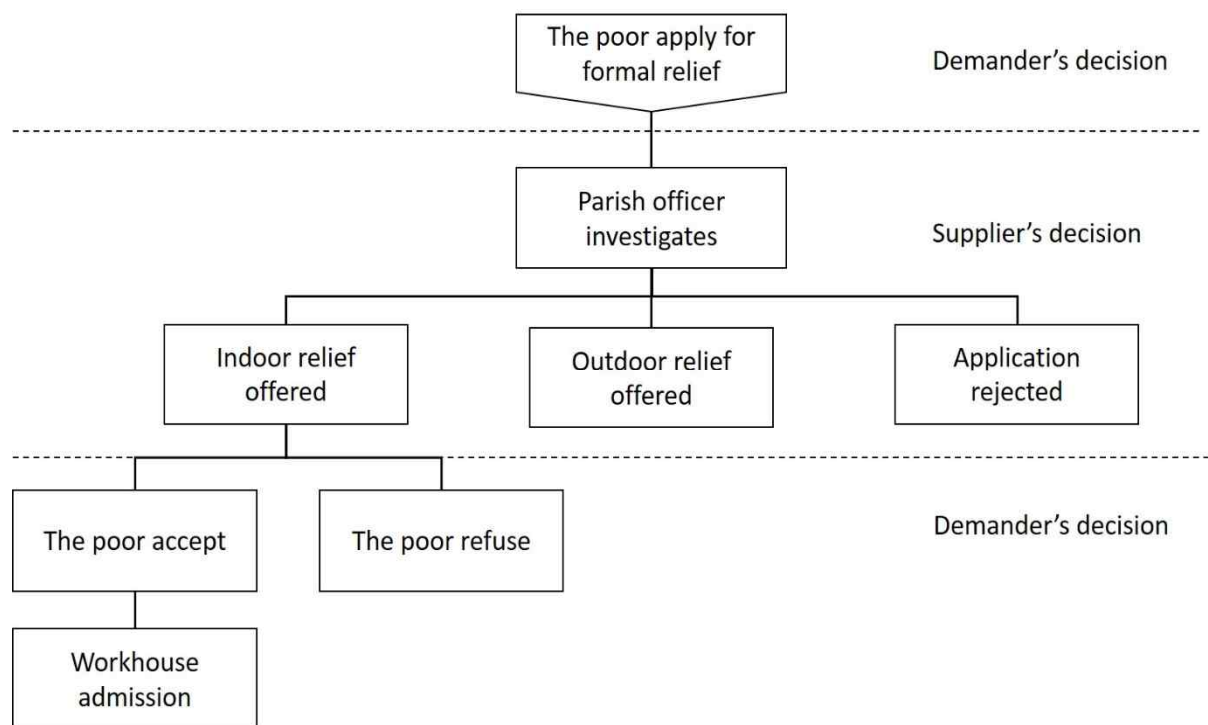 The poor apply for
formal relief
Demander’s decision
Parish officer
investigates
Supplier’s decision
Indoor relief
offered
Outdoor relief
offered
Application
rejected
The poor accept
The poor refuse
Demander’s decision
Workhouse
admission